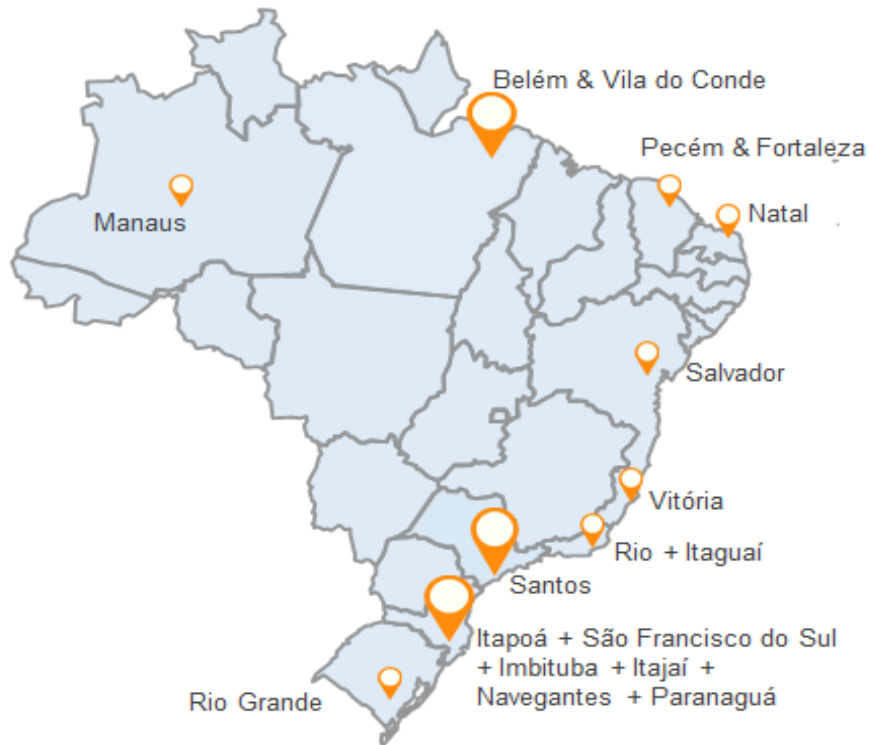 Belém & Vila do Conde
Pecém & Fortaleza
Natal
Manaus
Salvador
Vitória
Rio + Itaguaí
Santos
Itapoá + São Francisco do Sul
+ Imbituba + Itajaí +
Navegantes + Paranaguá
Rio Grande